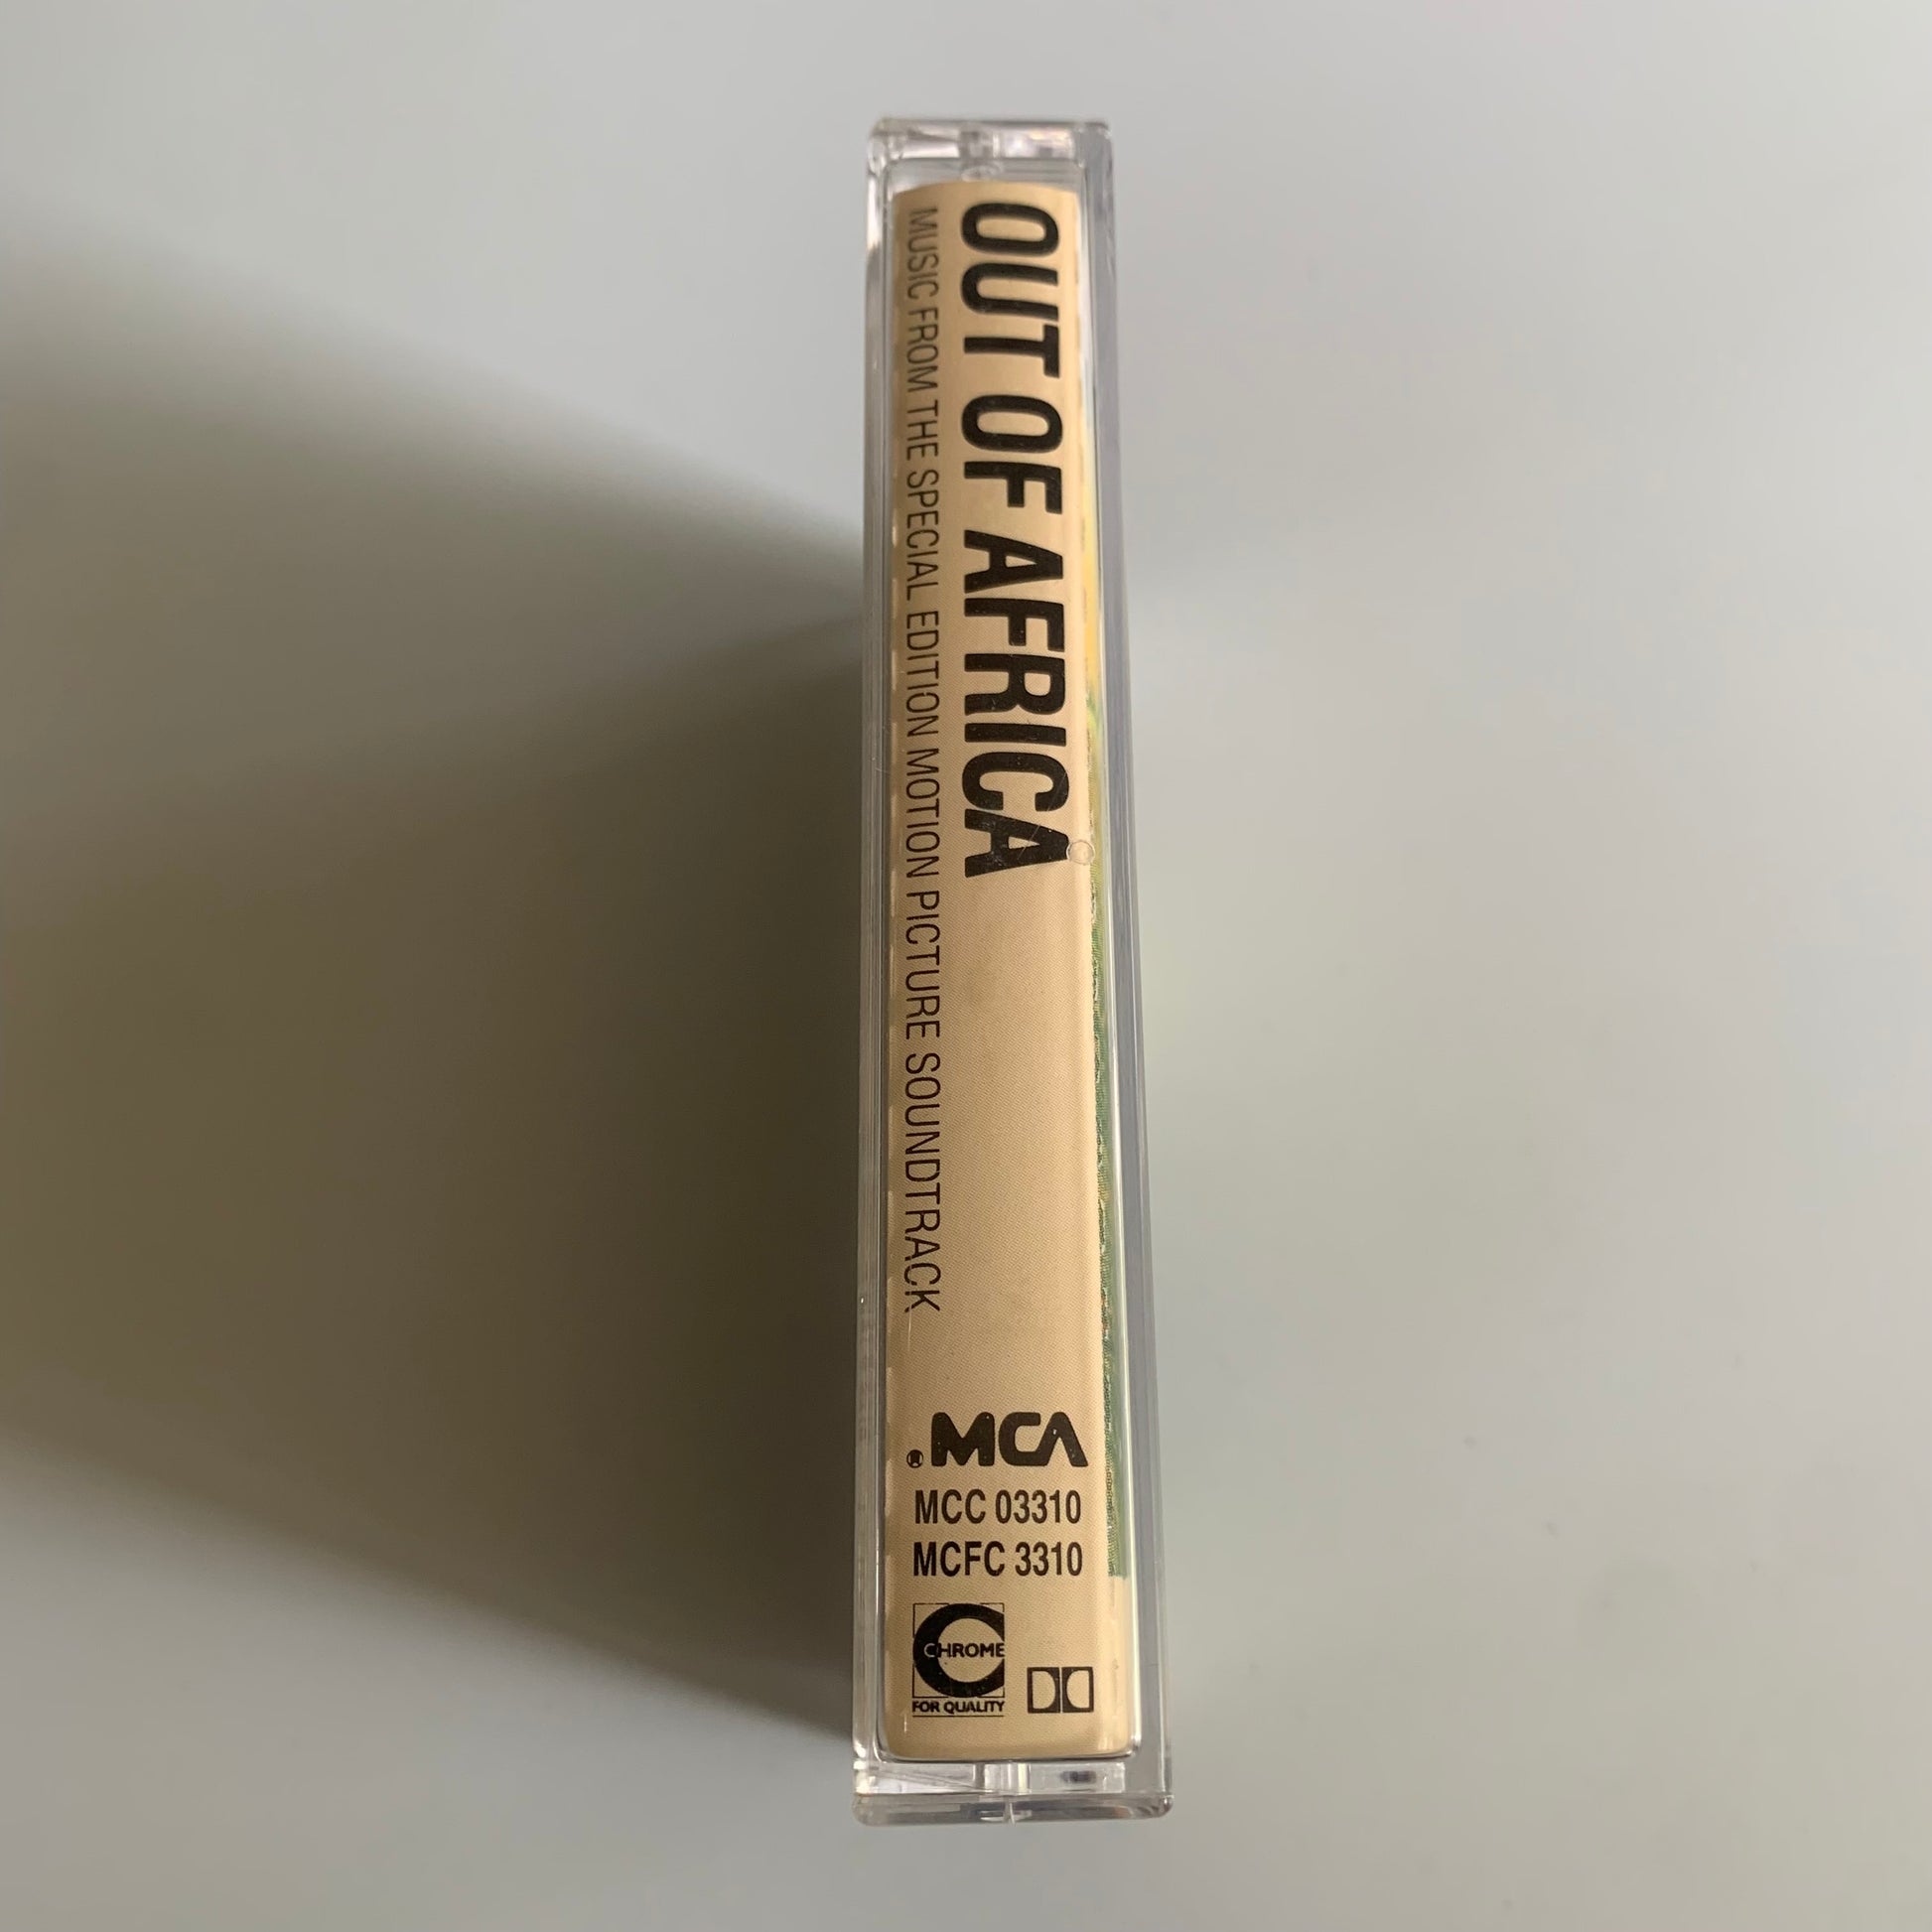 OUT OF AFRICA
MUSIC FROM THE SPECIAL EDITION MOTION PICTURE SOUNDTRACK
MCA
MCC 03310
MCFC 3310
CHROME
FOR QUALITY